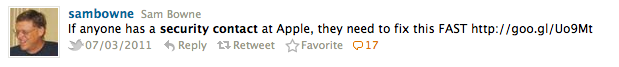 sambowne Sam Bowne
If anyone has a security contact at Apple, they need to fix this FAST http://goo.gl/Uo9Mt
07/03/2011 Reply Retweet Favorite 17